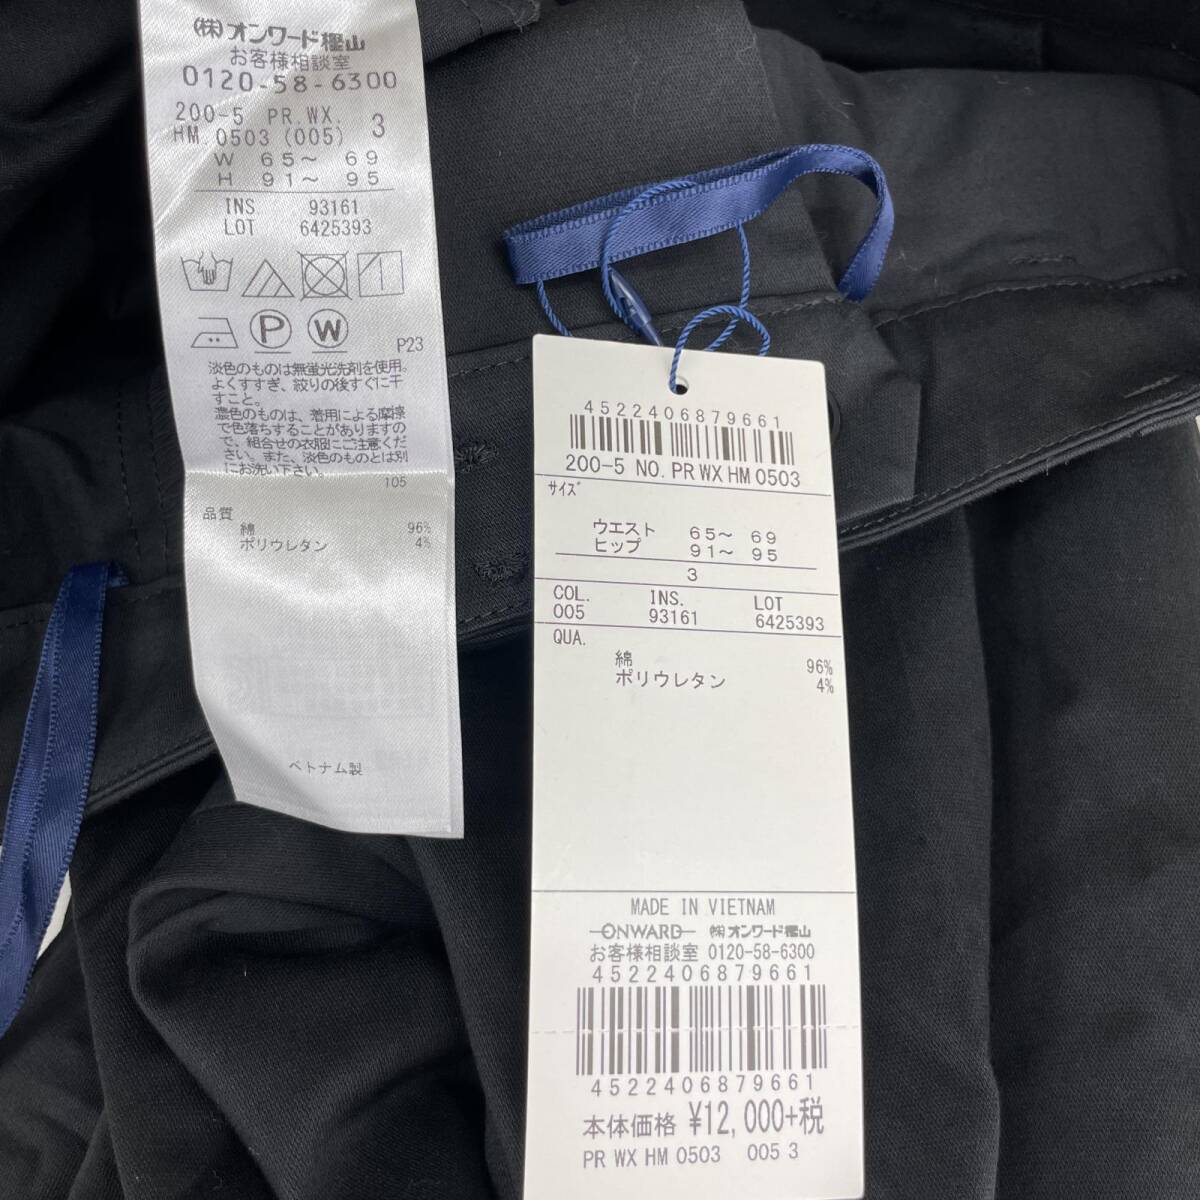 (株)オンワード樫山
お客様相談室
0120-58-6300
200-5 PR.WX.
HM.0503(005) 3
W 65～ 69
H 91～ 95
INS 93161
LOT 6425393
P
W
P23
淡色のものは無蛍光洗剤を使用。
よくすすぎ、絞りの後すぐに干
すこと。
濃色のものは、着用による摩擦
で色落ちすることがありますの
で、組合せの衣服にご注意くだ
さい。また、淡色のものとは別
にお洗い下さい。
105
品質
綿 96%
ポリウレタン 4%
ベトナム製
4522406879661
200-5 NO. PR WX HM 0503
サイズ
ウエスト 65～ 69
ヒップ 91～ 95
3
COL. INS. LOT
005 93161 6425393
QUA.
綿 96%
ポリウレタン 4%
MADE IN VIETNAM
ONWARD (株)オンワード樫山
お客様相談室 0120-58-6300
4522406879661
4522406879661
本体価格 ¥12,000+税
PR WX HM 0503 005 3